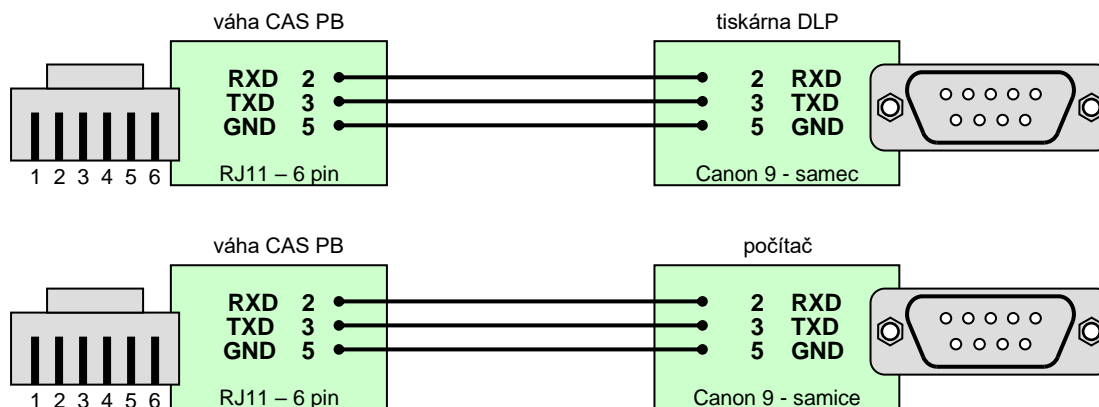 váha CAS PB
tiskárna DLP
RXD 2
2 RXD
TXD 3
3 TXD
GND 5
5 GND
1 2 3 4 5 6
RJ11 – 6 pin
Canon 9 - samec
váha CAS PB
počítač
RXD 2
2 RXD
TXD 3
3 TXD
GND 5
5 GND
1 2 3 4 5 6
RJ11 – 6 pin
Canon 9 - samice